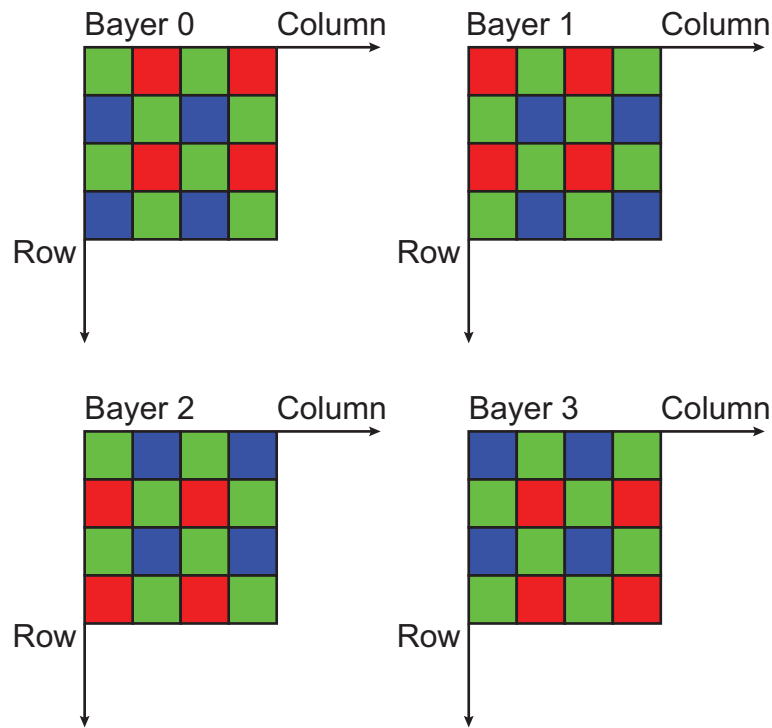 Bayer 0 Column
Bayer 1 Column
Row
Row
Bayer 2 Column
Bayer 3 Column
Row
Row